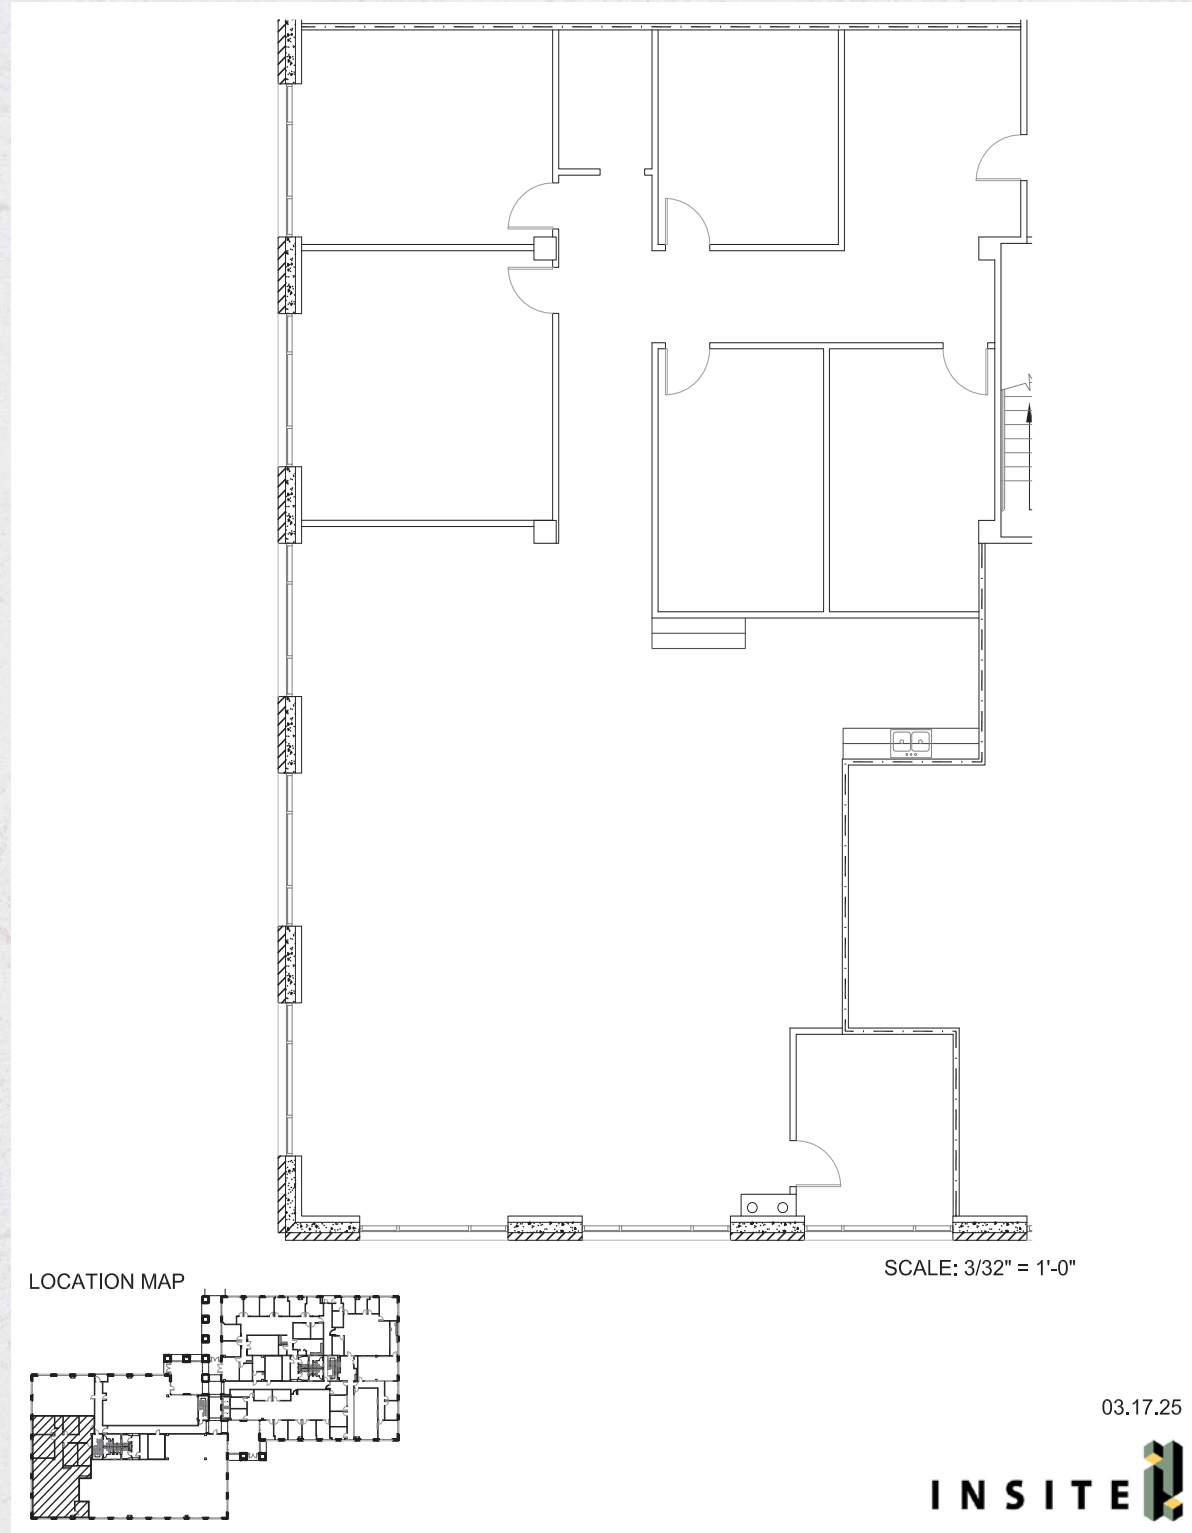 SCALE: 3/32" = 1'-0"
LOCATION MAP
03.17.25
INSITE